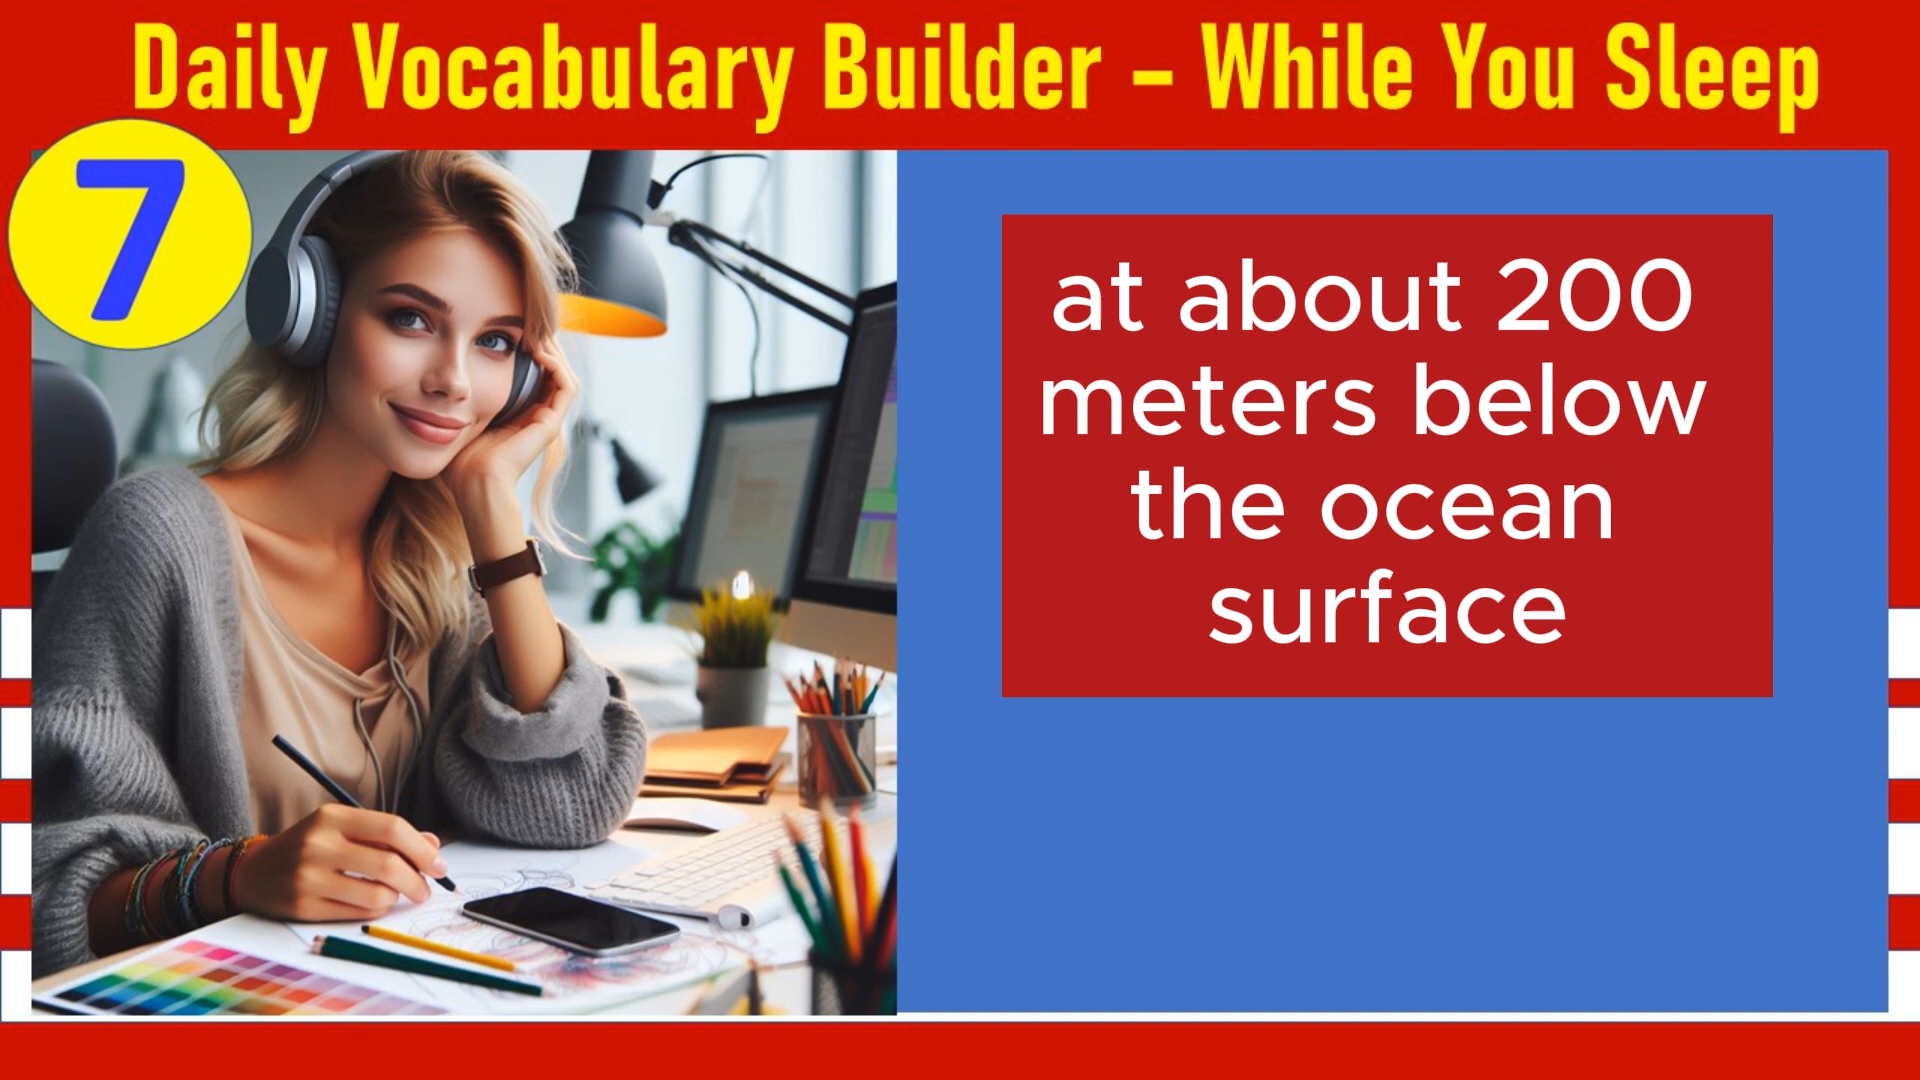 Daily Vocabulary Builder – While You Sleep
7
at about 200
meters below
the ocean
surface